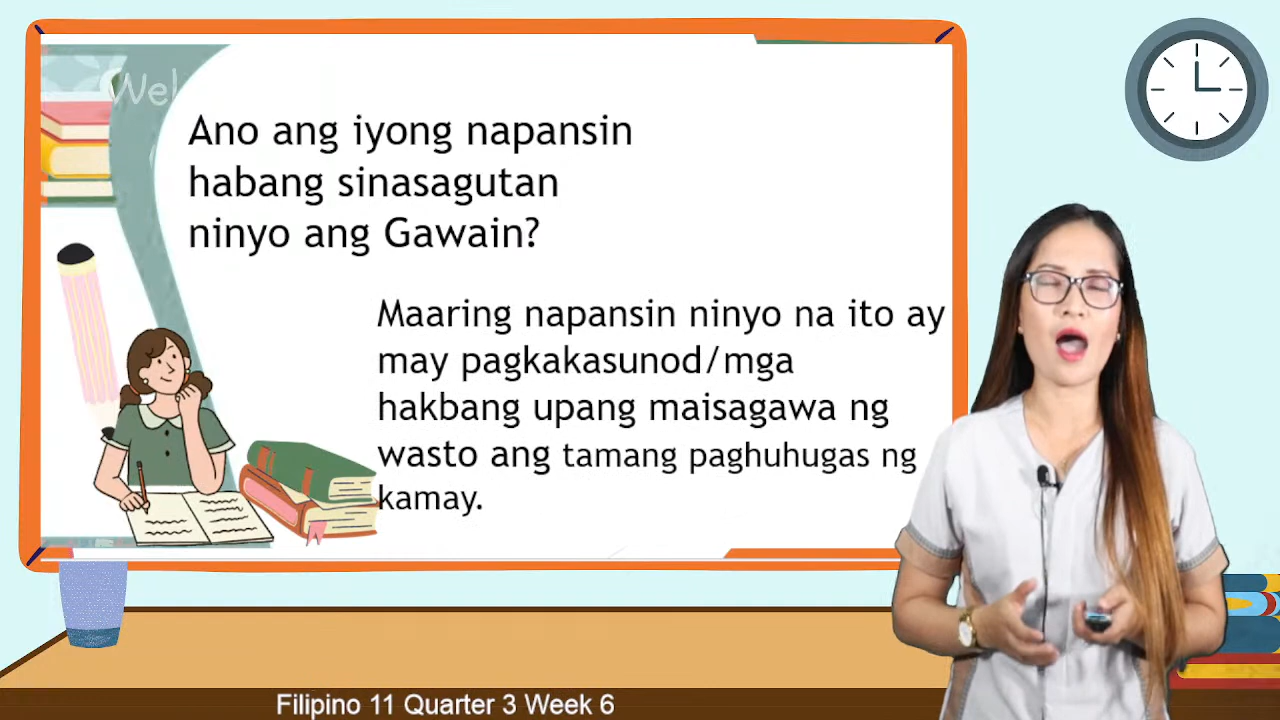 Ano ang iyong napansin
habang sinasagutan
ninyo ang Gawain?
Maaring napansin ninyo na ito ay
may pagkakasunod/mga
hakbang upang maisagawa ng
wasto ang tamang paghuhugas ng
kamay.
Filipino 11 Quarter 3 Week 6